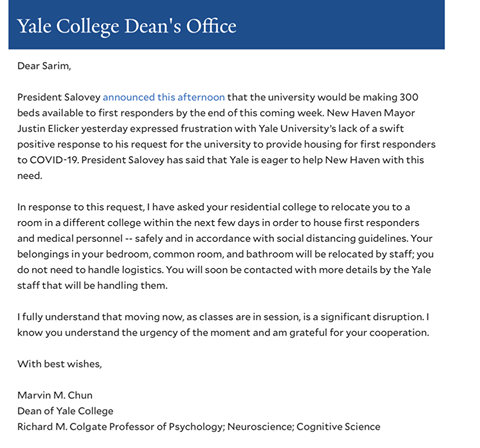 Yale College Dean's Office
Dear Sarim,
President Salovey announced this afternoon that the university would be making 300
beds available to first responders by the end of this coming week. New Haven Mayor
Justin Elicker yesterday expressed frustration with Yale University's lack of a swift
positive response to his request for the university to provide housing for first responders
to COVID-19. President Salovey has said that Yale is eager to help New Haven with this
need.
In response to this request, I have asked your residential college to relocate you to a
room in a different college within the next few days in order to house first responders
and medical personnel -- safely and in accordance with social distancing guidelines. Your
belongings in your bedroom, common room, and bathroom will be relocated by staff; you
do not need to handle logistics. You will soon be contacted with more details by the Yale
staff that will be handling them.
I fully understand that moving now, as classes are in session, is a significant disruption. I
know you understand the urgency of the moment and am grateful for your cooperation.
With best wishes,
Marvin M. Chun
Dean of Yale College
Richard M. Colgate Professor of Psychology; Neuroscience; Cognitive Science